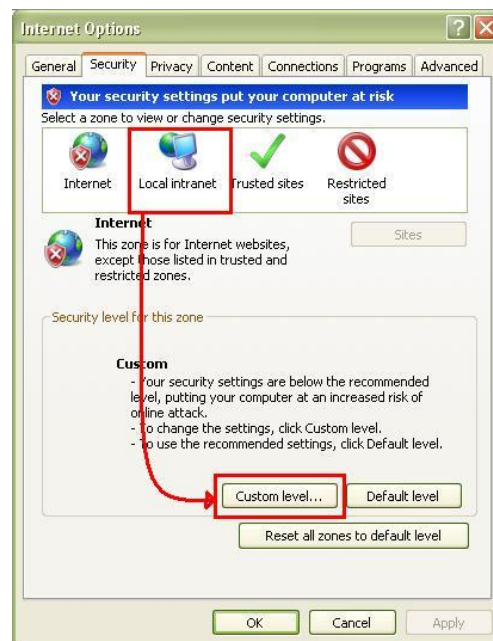 Internet Options
General Security Privacy Content Connections Programs Advanced
Your security settings put your computer at risk
Select a zone to view or change security settings.
Internet Local intranet Trusted sites Restricted
sites
Internet
This zone is for Internet websites,
except those listed in trusted and
restricted zones.
Sites
Security level for this zone
Custom
- Your security settings are below the recommended
level, putting your computer at an increased risk of
online attack.
- To change the settings, click Custom level.
- To use the recommended settings, click Default level.
Custom level... Default level
Reset all zones to default level
OK Cancel Apply